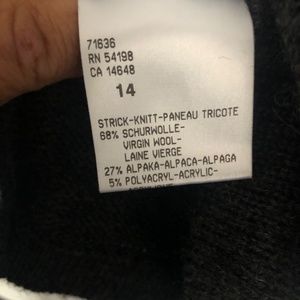 71636
RN 54198
CA 14648
14
STRICK-KNITT-PANEAU TRICOTE
68% SCHURWOLLE-
VIRGIN WOOL-
LAINE VIERGE
27% ALPAKA-ALPACA-ALPAGA
5% POLYACRYL-ACRYLIC-